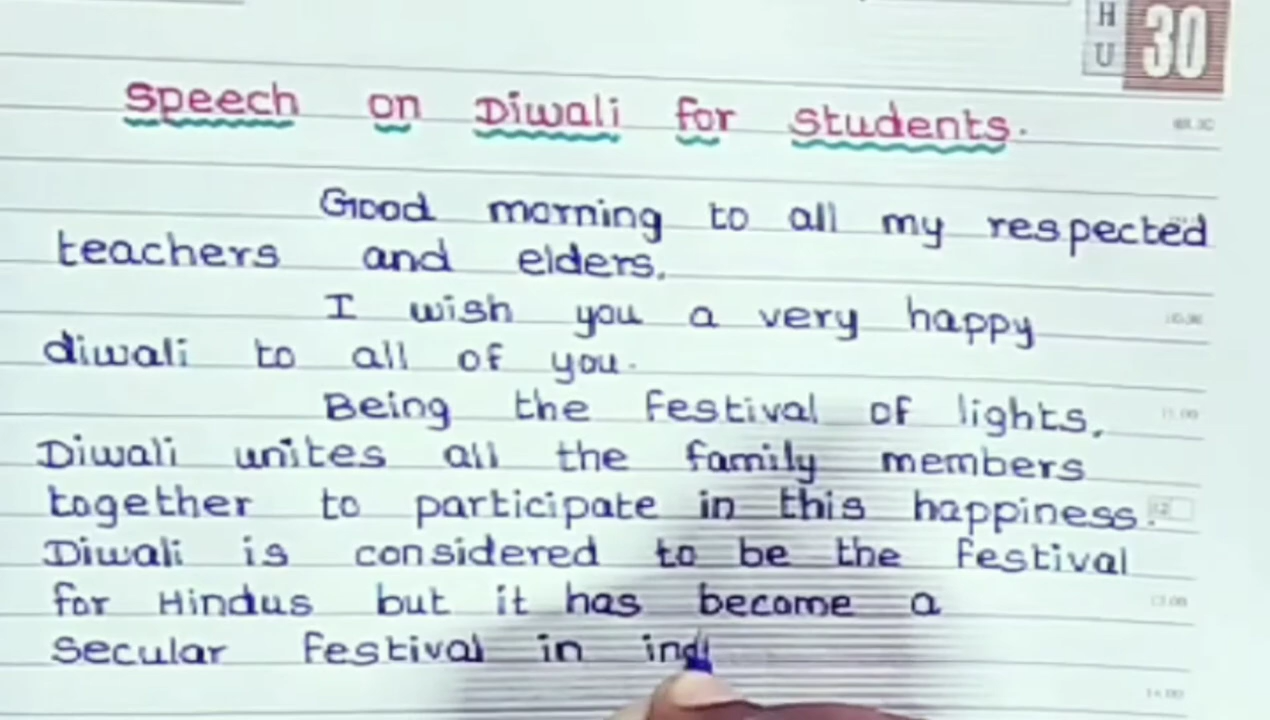 H
U
30
Speech on Diwali for students.
Good morning to all my respected
teachers and elders.
I wish you a very happy
diwali to all of you.
Being the festival of lights,
Diwali unites all the family members
together to participate in this happiness.
Diwali is considered to be the festival
for Hindus but it has become a
secular festival in ind